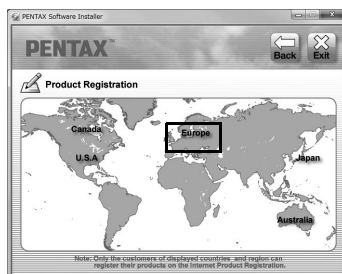 PENTAX Software Installer
PENTAX™
Back
Exit
Product Registration
Canada
Europe
U.S.A
Japan
Australia
Note: Only the customers of displayed countries and region can
register their products on the Internet Product Registration.